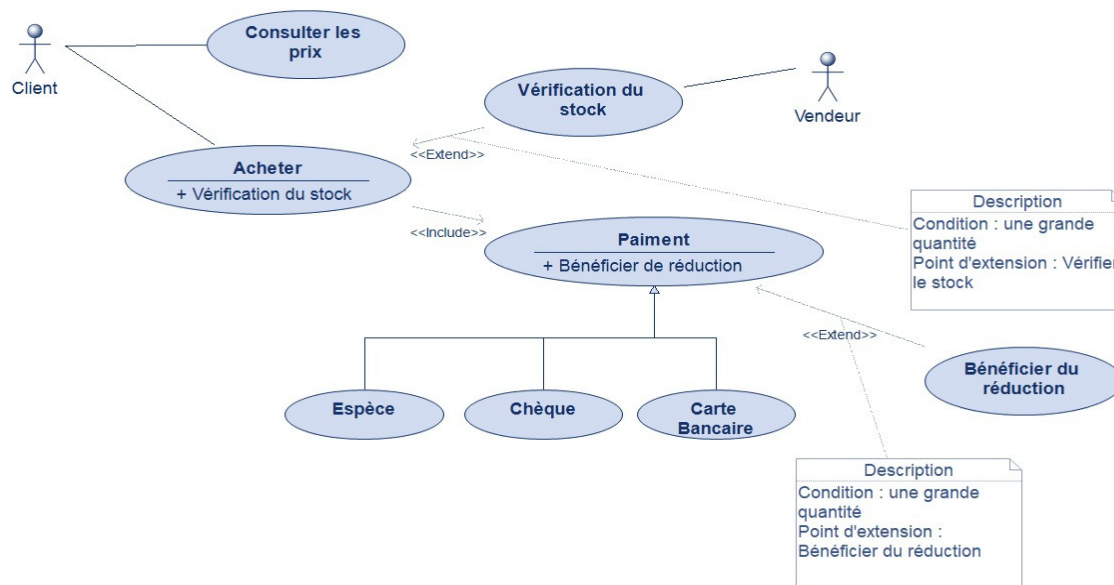 Consulter les
prix
Client
Vérification du
stock
Vendeur
<<Extend>>
Acheter
+ Vérification du stock
<<Include>>
Paiment
+ Bénéficier de réduction
Description
Condition : une grande
quantité
Point d'extension : Vérifier
le stock
<<Extend>>
Bénéficier du
réduction
Espèce
Chèque
Carte
Bancaire
Description
Condition : une grande
quantité
Point d'extension :
Bénéficier du réduction